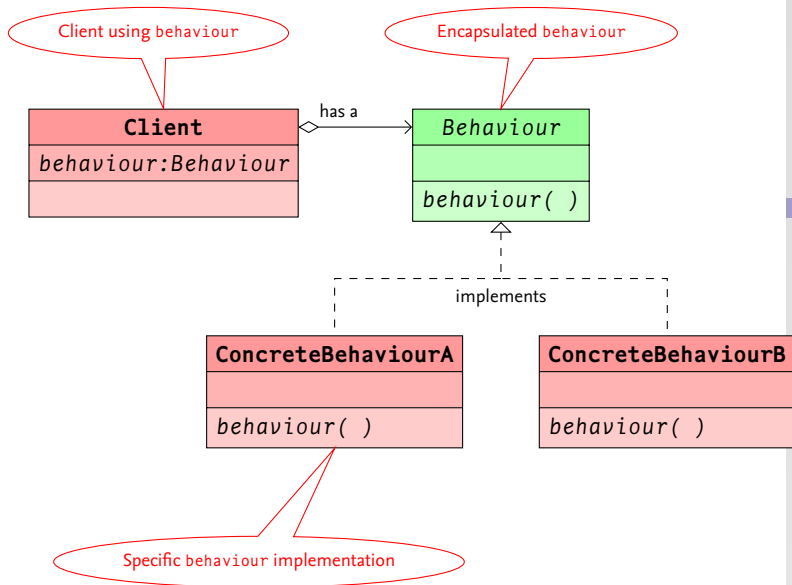 Client using behaviour
Encapsulated behaviour
has a
Client
behaviour:Behaviour
Behaviour
behaviour( )
implements
ConcreteBehaviourA
behaviour( )
ConcreteBehaviourB
behaviour( )
Specific behaviour implementation